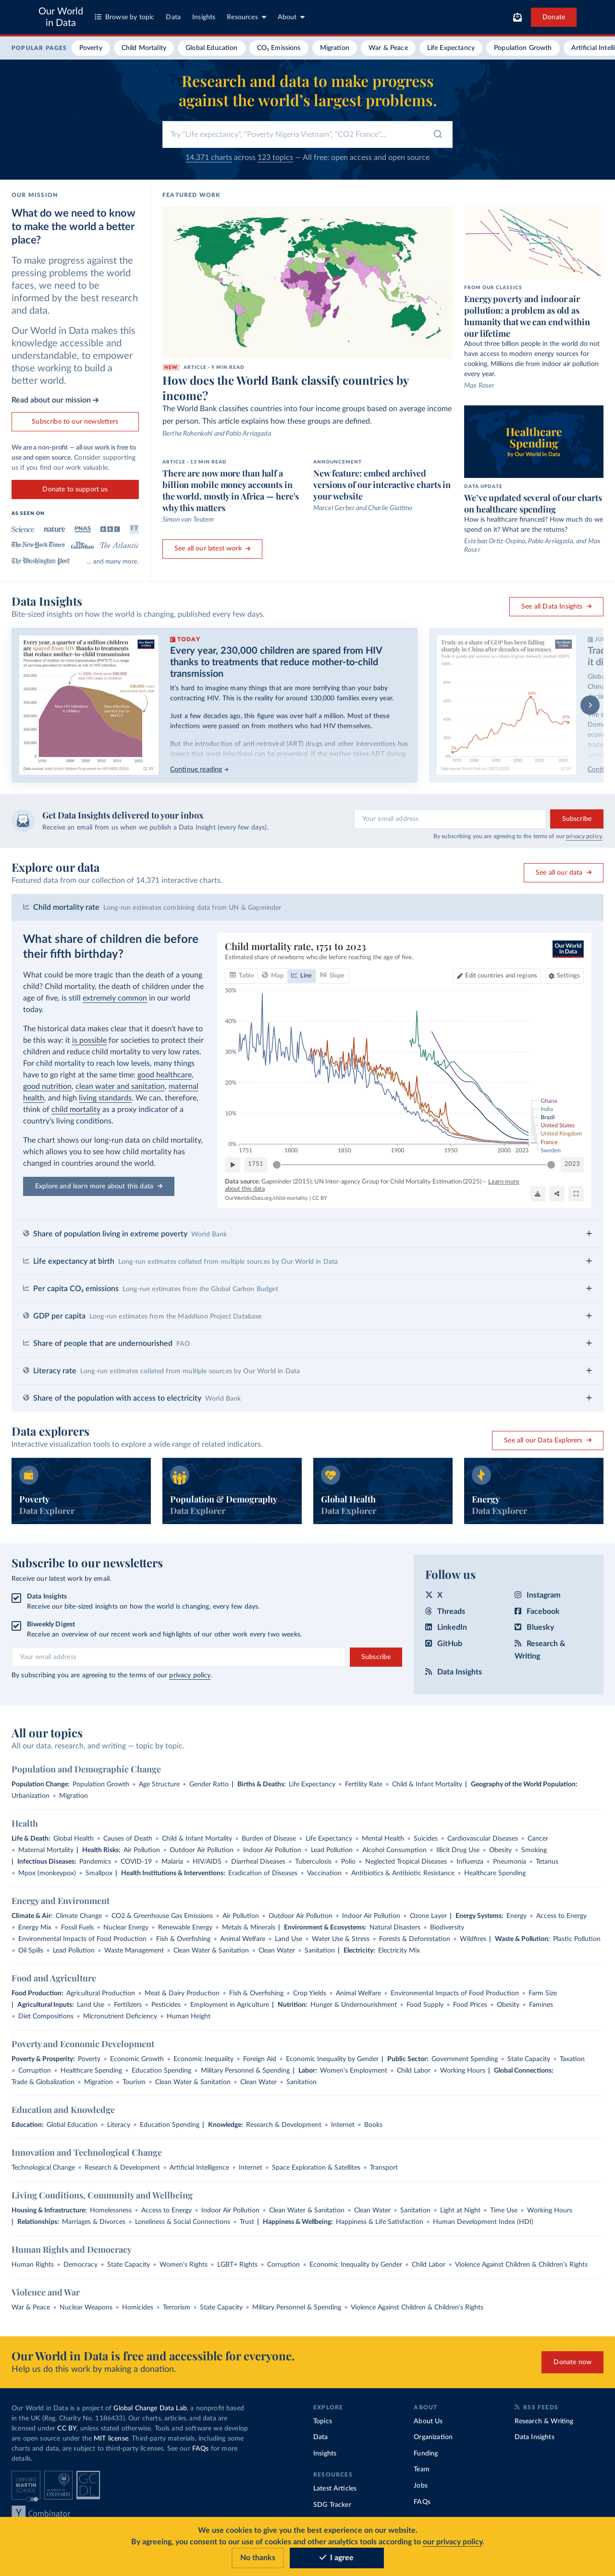 Our World
in Data
Browse by topic
Data
Insights
Resources
About
Donate
POPULAR PAGES
Poverty
Child Mortality
Global Education
CO₂ Emissions
Migration
War & Peace
Life Expectancy
Population Growth
Artificial Intelli
Research and data to make progress
against the world's largest problems.
Try "Life expectancy", "Poverty Nigeria Vietnam", "CO2 France"...
14,371 charts across 123 topics — All free: open access and open source
OUR MISSION
What do we need to know to make the world a better place?
To make progress against the pressing problems the world faces, we need to be informed by the best research and data.
Our World in Data makes this knowledge accessible and understandable, to empower those working to build a better world.
Read about our mission →
Subscribe to our newsletters
We are a non-profit — all our work is free to use and open source. Consider supporting us if you find our work valuable.
Donate to support us
AS SEEN ON
Science
nature
PNAS
BBC
FT
The New York Times
The Guardian
The Atlantic
The Washington Post
... and many more.
FEATURED WORK
NEW ARTICLE · 9 MIN READ
How does the World Bank classify countries by income?
The World Bank classifies countries into four income groups based on average income per person. This article explains how these groups are defined.
Bertha Rohenkohl and Pablo Arriagada
ARTICLE · 13 MIN READ
There are now more than half a billion mobile money accounts in the world, mostly in Africa — here's why this matters
Simon van Teutem
ANNOUNCEMENT
New feature: embed archived versions of our interactive charts in your website
Marcel Gerber and Charlie Giattino
See all our latest work →
FROM OUR CLASSICS
Energy poverty and indoor air pollution: a problem as old as humanity that we can end within our lifetime
About three billion people in the world do not have access to modern energy sources for cooking. Millions die from indoor air pollution every year.
Max Roser
Healthcare
Spending
by Our World in Data
DATA UPDATE
We've updated several of our charts on healthcare spending
How is healthcare financed? How much do we spend on it? What are the returns?
Esteban Ortiz-Ospina, Pablo Arriagada, and Max Roser
Data Insights
Bite-sized insights on how the world is changing, published every few days.
See all Data Insights →
Every year, a quarter of a million children are spared from HIV thanks to treatments that reduce mother-to-child transmission
TODAY
Every year, 230,000 children are spared from HIV thanks to treatments that reduce mother-to-child transmission
It's hard to imagine many things that are more terrifying than your baby contracting HIV. This is the reality for around 130,000 families every year.
Just a few decades ago, this figure was over half a million. Most of these infections were passed on from mothers who had HIV themselves.
But the introduction of anti-retroviral (ART) drugs and other interventions has meant that most infections can be prevented. If the mother takes ART during
Continue reading →
Trade as a share of GDP has been falling sharply in China after decades of increases
Get Data Insights delivered to your inbox
Receive an email from us when we publish a Data Insight (every few days).
Your email address
Subscribe
By subscribing you are agreeing to the terms of our privacy policy.
Explore our data
Featured data from our collection of 14,371 interactive charts.
See all our data →
Child mortality rate Long-run estimates combining data from UN & Gapminder
What share of children die before their fifth birthday?
What could be more tragic than the death of a young child? Child mortality, the death of children under the age of five, is still extremely common in our world today.
The historical data makes clear that it doesn't have to be this way: it is possible for societies to protect their children and reduce child mortality to very low rates. For child mortality to reach low levels, many things have to go right at the same time: good healthcare, good nutrition, clean water and sanitation, maternal health, and high living standards. We can, therefore, think of child mortality as a proxy indicator of a country's living conditions.
The chart shows our long-run data on child mortality, which allows you to see how child mortality has changed in countries around the world.
Explore and learn more about this data →
Child mortality rate, 1751 to 2023
Estimated share of newborns who die before reaching the age of five.
Our World
in Data
Table
Map
Line
Slope
Edit countries and regions
Settings
50%
40%
30%
20%
10%
0%
1751
1800
1850
1900
1950
2000
2023
Ghana
India
Brazil
United States
United Kingdom
France
Sweden
1751
2023
Data source: Gapminder (2015); UN Inter-agency Group for Child Mortality Estimation (2025) – Learn more about this data
OurWorldinData.org/child-mortality | CC BY
Share of population living in extreme poverty World Bank
Life expectancy at birth Long-run estimates collated from multiple sources by Our World in Data
Per capita CO₂ emissions Long-run estimates from the Global Carbon Budget
GDP per capita Long-run estimates from the Maddison Project Database
Share of people that are undernourished FAO
Literacy rate Long-run estimates collated from multiple sources by Our World in Data
Share of the population with access to electricity World Bank
Data explorers
Interactive visualization tools to explore a wide range of related indicators.
See all our Data Explorers →
Poverty
Data Explorer
Population & Demography
Data Explorer
Global Health
Data Explorer
Energy
Data Explorer
Subscribe to our newsletters
Receive our latest work by email.
Data Insights
Receive our bite-sized insights on how the world is changing, every few days.
Biweekly Digest
Receive an overview of our recent work and highlights of our other work every two weeks.
Your email address
Subscribe
By subscribing you are agreeing to the terms of our privacy policy.
Follow us
X
Instagram
Threads
Facebook
LinkedIn
Bluesky
GitHub
Research & Writing
Data Insights
All our topics
All our data, research, and writing — topic by topic.
Population and Demographic Change
Population Change: Population Growth • Age Structure • Gender Ratio | Births & Deaths: Life Expectancy • Fertility Rate • Child & Infant Mortality | Geography of the World Population:
Urbanization • Migration
Health
Life & Death: Global Health • Causes of Death • Child & Infant Mortality • Burden of Disease • Life Expectancy • Mental Health • Suicides • Cardiovascular Diseases • Cancer
• Maternal Mortality | Health Risks: Air Pollution • Outdoor Air Pollution • Indoor Air Pollution • Lead Pollution • Alcohol Consumption • Illicit Drug Use • Obesity • Smoking
| Infectious Diseases: Pandemics • COVID-19 • Malaria • HIV/AIDS • Diarrheal Diseases • Tuberculosis • Polio • Neglected Tropical Diseases • Influenza • Pneumonia • Tetanus
• Mpox (monkeypox) • Smallpox | Health Institutions & Interventions: Eradication of Diseases • Vaccination • Antibiotics & Antibiotic Resistance • Healthcare Spending
Energy and Environment
Climate & Air: Climate Change • CO2 & Greenhouse Gas Emissions • Air Pollution • Outdoor Air Pollution • Indoor Air Pollution • Ozone Layer | Energy Systems: Energy • Access to Energy
• Energy Mix • Fossil Fuels • Nuclear Energy • Renewable Energy • Metals & Minerals | Environment & Ecosystems: Natural Disasters • Biodiversity
• Environmental Impacts of Food Production • Fish & Overfishing • Animal Welfare • Land Use • Water Use & Stress • Forests & Deforestation • Wildfires | Waste & Pollution: Plastic Pollution
• Oil Spills • Lead Pollution • Waste Management • Clean Water & Sanitation • Clean Water • Sanitation | Electricity: Electricity Mix
Food and Agriculture
Food Production: Agricultural Production • Meat & Dairy Production • Fish & Overfishing • Crop Yields • Animal Welfare • Environmental Impacts of Food Production • Farm Size
| Agricultural Inputs: Land Use • Fertilizers • Pesticides • Employment in Agriculture | Nutrition: Hunger & Undernourishment • Food Supply • Food Prices • Obesity • Famines
• Diet Compositions • Micronutrient Deficiency • Human Height
Poverty and Economic Development
Poverty & Prosperity: Poverty • Economic Growth • Economic Inequality • Foreign Aid • Economic Inequality by Gender | Public Sector: Government Spending • State Capacity • Taxation
• Corruption • Healthcare Spending • Education Spending • Military Personnel & Spending | Labor: Women's Employment • Child Labor • Working Hours | Global Connections:
Trade & Globalization • Migration • Tourism • Clean Water & Sanitation • Clean Water • Sanitation
Education and Knowledge
Education: Global Education • Literacy • Education Spending | Knowledge: Research & Development • Internet • Books
Innovation and Technological Change
Technological Change • Research & Development • Artificial Intelligence • Internet • Space Exploration & Satellites • Transport
Living Conditions, Community and Wellbeing
Housing & Infrastructure: Homelessness • Access to Energy • Indoor Air Pollution • Clean Water & Sanitation • Clean Water • Sanitation • Light at Night • Time Use • Working Hours
| Relationships: Marriages & Divorces • Loneliness & Social Connections • Trust | Happiness & Wellbeing: Happiness & Life Satisfaction • Human Development Index (HDI)
Human Rights and Democracy
Human Rights • Democracy • State Capacity • Women's Rights • LGBT+ Rights • Corruption • Economic Inequality by Gender • Child Labor • Violence Against Children & Children's Rights
Violence and War
War & Peace • Nuclear Weapons • Homicides • Terrorism • State Capacity • Military Personnel & Spending • Violence Against Children & Children's Rights
Our World in Data is free and accessible for everyone.
Help us do this work by making a donation.
Donate now
Our World in Data is a project of Global Change Data Lab, a nonprofit based in the UK (Reg. Charity No. 1186433). Our charts, articles, and data are licensed under CC BY, unless stated otherwise. Tools and software we develop are open source under the MIT license. Third-party materials, including some charts and data, are subject to third-party licenses. See our FAQs for more details.
OXFORD
MARTIN
SCHOOL
UNIVERSITY OF
OXFORD
GC
DL
Y Combinator
EXPLORE
Topics
Data
Insights
RESOURCES
Latest Articles
SDG Tracker
ABOUT
About Us
Organization
Funding
Team
Jobs
FAQs
RSS FEEDS
Research & Writing
Data Insights
We use cookies to give you the best experience on our website.
By agreeing, you consent to our use of cookies and other analytics tools according to our privacy policy.
No thanks
I agree